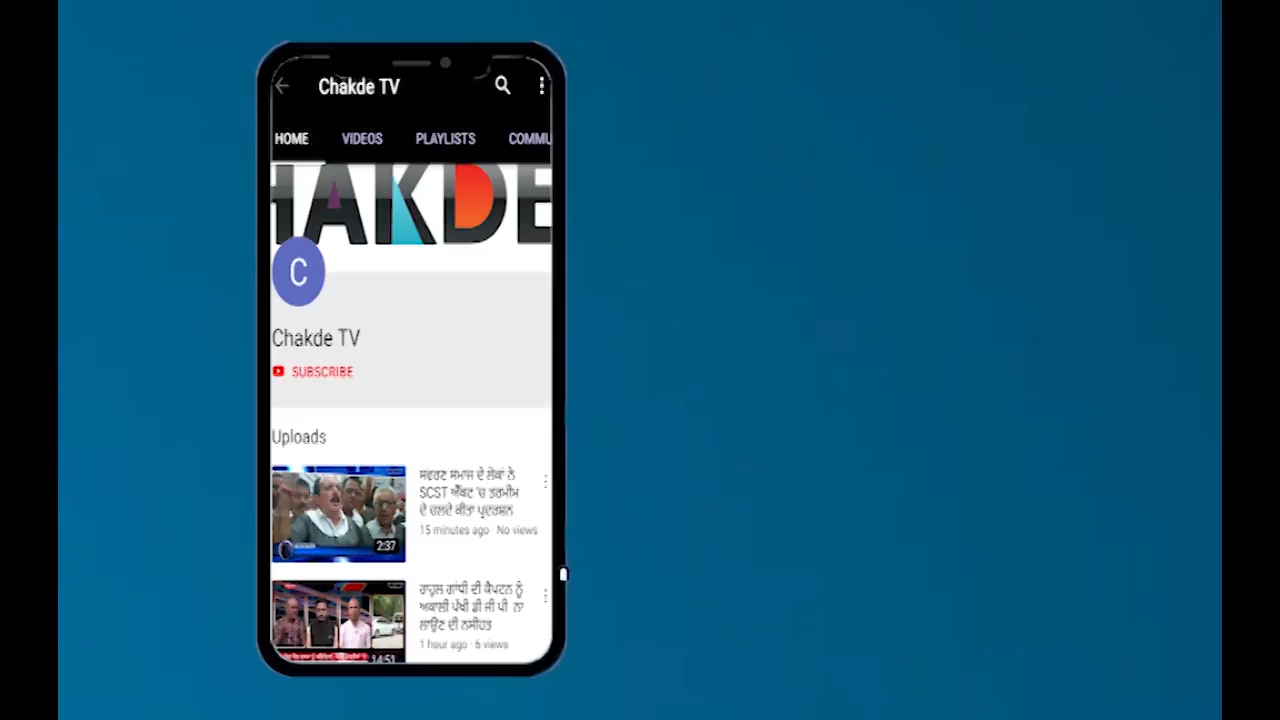 Chakde TV
HOME VIDEOS PLAYLISTS COMMU
HAKDE
C
Chakde TV
SUBSCRIBE
Uploads
ਸਵਰਣ ਸਮਾਜ ਦੇ ਲੋਕਾਂ ਨੇ
SCST ਐਕਟ 'ਚ ਤਰਮੀਮ
ਦੇ ਚਲਦੇ ਕੀਤਾ ਪ੍ਰਦਰਸ਼ਨ
15 minutes ago · No views
2:37
ਰਾਹੁਲ ਗਾਂਧੀ ਦੀ ਕੈਪਟਨ ਨੂੰ
ਅਕਾਲੀ ਪੱਖੀ ਡੀ ਜੀ ਪੀ ਨਾ
ਲਾਉਣ ਦੀ ਨਸੀਹਤ
1 hour ago · 6 views
14:51